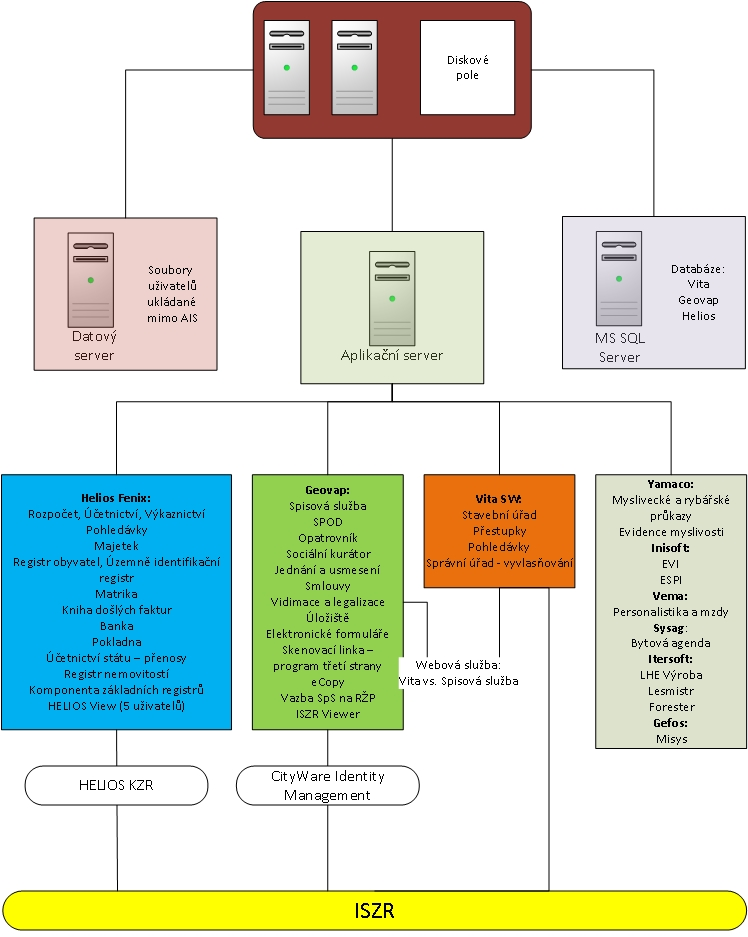 Diskové
pole
Soubory
uživatelů
ukládané
mimo AIS
Datový
server
Aplikační server
Databáze:
Vita
Geovap
Helios
MS SQL
Server
Helios Fenix:
Rozpočet, Účetnictví, Výkaznictví
Pohledávky
Majetek
Registr obyvatel, Územně identifikační
registr
Matrika
Kniha došlých faktur
Banka
Pokladna
Účetnictví státu – přenosy
Registr nemovitostí
Komponenta základních registrů
HELIOS View (5 uživatelů)
Geovap:
Spisová služba
SPOD
Opatrovník
Sociální kurátor
Jednání a usmesení
Smlouvy
Vidimace a legalizace
Úložiště
Elektronické formuláře
Skenovací linka –
program třetí strany
eCopy
Vazba SpS na RŽP
ISZR Viewer
Vita SW:
Stavební úřad
Přestupky
Pohledávky
Správní úřad - vyvlasňování
Yamaco:
Myslivecké a rybářské
průkazy
Evidence myslivosti
Inisoft:
EVI
ESPI
Vema:
Personalistika a mzdy
Sysag:
Bytová agenda
Itersoft:
LHE Výroba
Lesmistr
Forester
Gefos:
Misys
Webová služba:
Vita vs. Spisová služba
HELIOS KZR
CityWare Identity
Management
ISZR